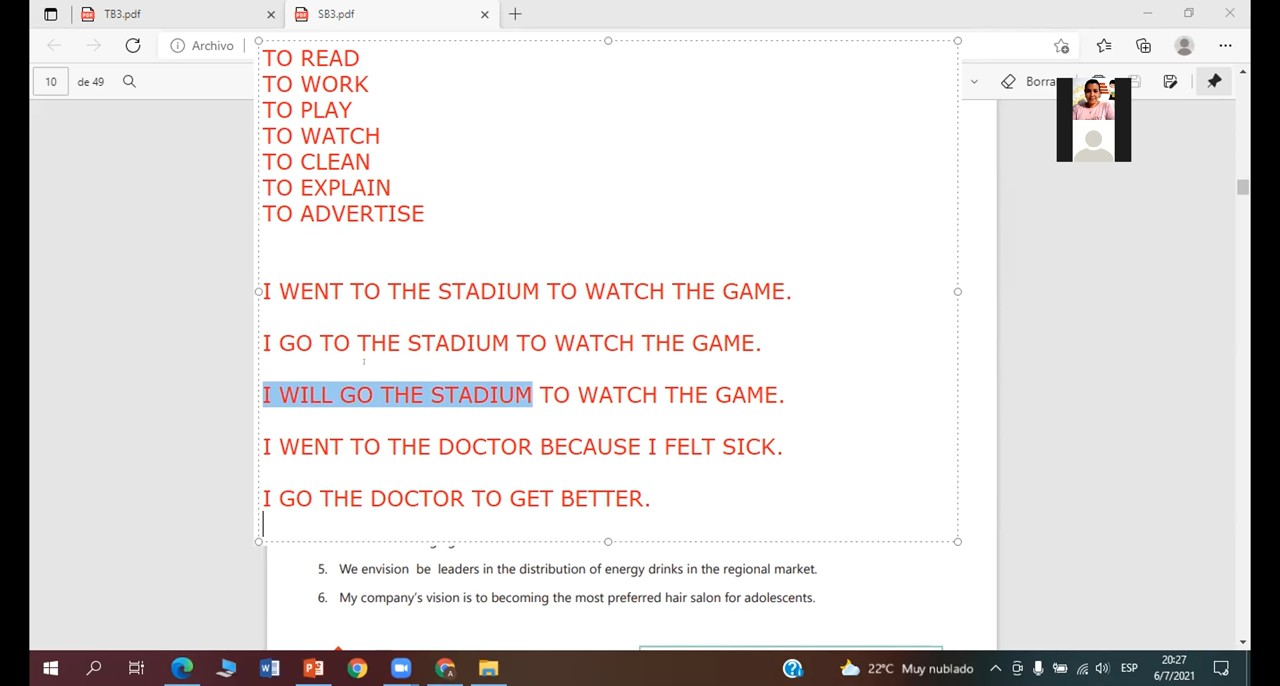 TB3.pdf
SB3.pdf
Archivo
10 de 49
Borra
TO READ
TO WORK
TO PLAY
TO WATCH
TO CLEAN
TO EXPLAIN
TO ADVERTISE
I WENT TO THE STADIUM TO WATCH THE GAME.
I GO TO THE STADIUM TO WATCH THE GAME.
I WILL GO THE STADIUM TO WATCH THE GAME.
I WENT TO THE DOCTOR BECAUSE I FELT SICK.
I GO THE DOCTOR TO GET BETTER.
5. We envision be leaders in the distribution of energy drinks in the regional market.
6. My company's vision is to becoming the most preferred hair salon for adolescents.
22°C Muy nublado
ESP
20:27
6/7/2021